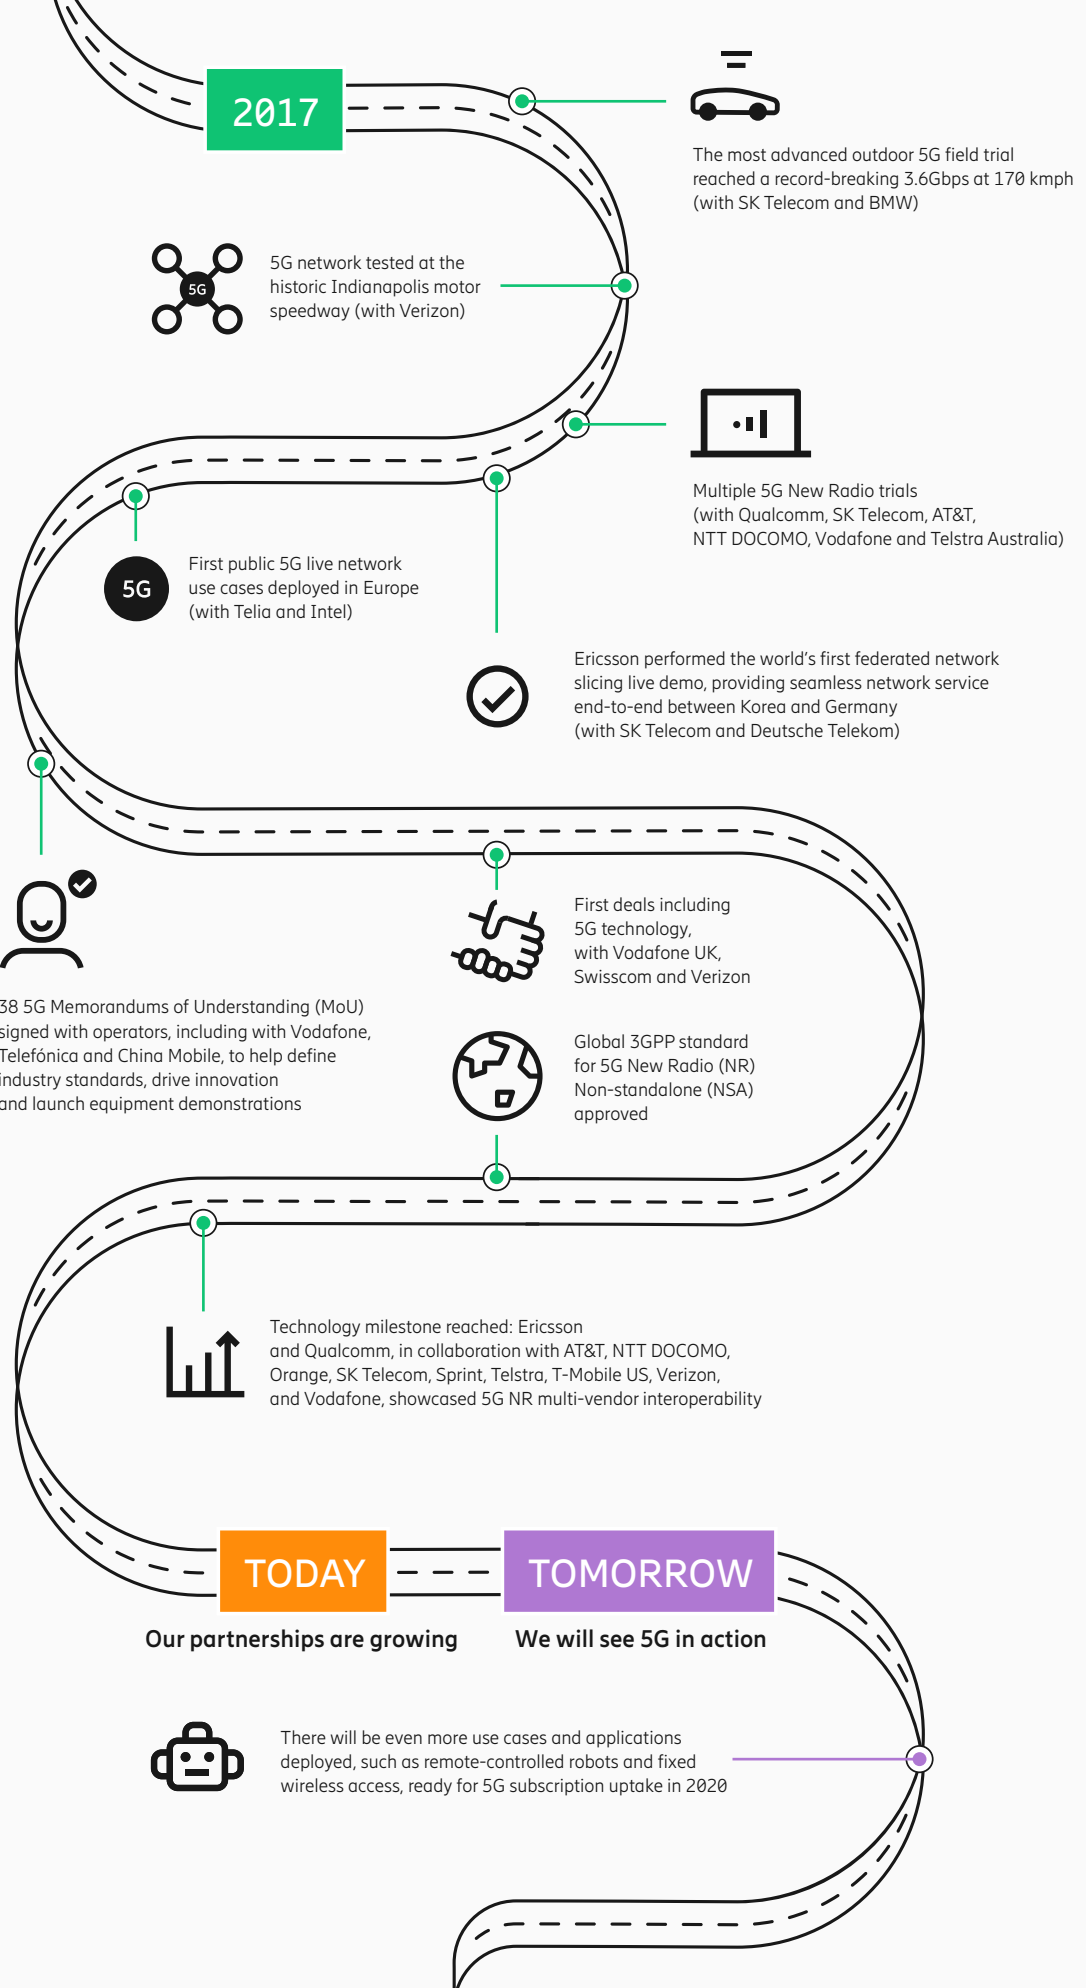 2017
The most advanced outdoor 5G field trial
reached a record-breaking 3.6Gbps at 170 kmph
(with SK Telecom and BMW)
5G
5G network tested at the
historic Indianapolis motor
speedway (with Verizon)
Multiple 5G New Radio trials
(with Qualcomm, SK Telecom, AT&T,
NTT DOCOMO, Vodafone and Telstra Australia)
5G
First public 5G live network
use cases deployed in Europe
(with Telia and Intel)
Ericsson performed the world's first federated network
slicing live demo, providing seamless network service
end-to-end between Korea and Germany
(with SK Telecom and Deutsche Telekom)
38 5G Memorandums of Understanding (MoU)
signed with operators, including with Vodafone,
Telefónica and China Mobile, to help define
industry standards, drive innovation
and launch equipment demonstrations
First deals including
5G technology,
with Vodafone UK,
Swisscom and Verizon
Global 3GPP standard
for 5G New Radio (NR)
Non-standalone (NSA)
approved
Technology milestone reached: Ericsson
and Qualcomm, in collaboration with AT&T, NTT DOCOMO,
Orange, SK Telecom, Sprint, Telstra, T-Mobile US, Verizon,
and Vodafone, showcased 5G NR multi-vendor interoperability
TODAY
Our partnerships are growing
TOMORROW
We will see 5G in action
There will be even more use cases and applications
deployed, such as remote-controlled robots and fixed
wireless access, ready for 5G subscription uptake in 2020